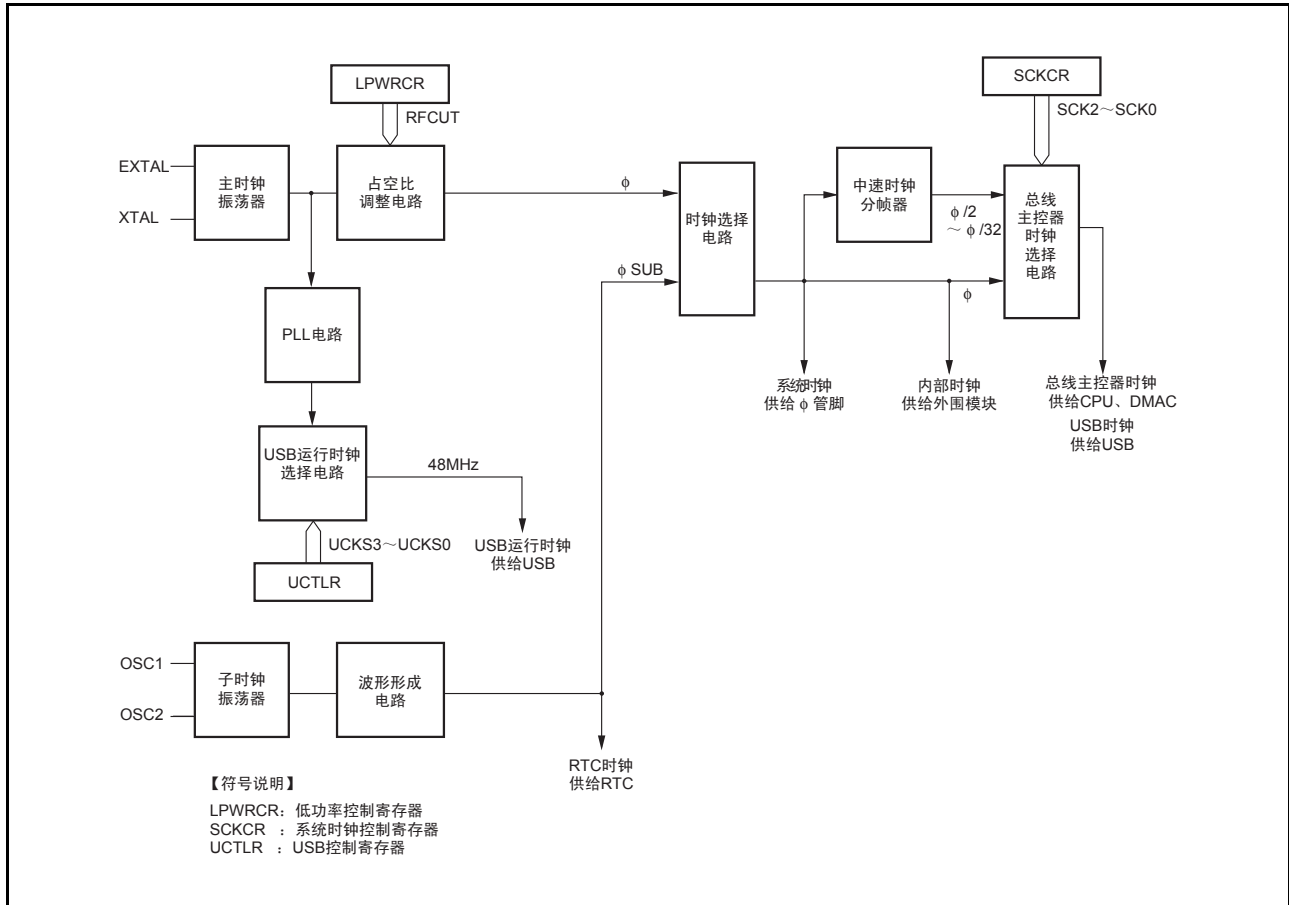 LPWRCR
SCKCR
RFCUT
SCK2～SCK0
EXTAL
XTAL
主时钟
振荡器
占空比
调整电路
φ
时钟选择
电路
中速时钟
分帧器
φ/2
～φ/32
总线
主控器
时钟
选择
电路
φ SUB
φ
PLL电路
系统时钟
供给 φ 管脚
内部时钟
供给外围模块
总线主控器时钟
供给CPU、DMAC
USB时钟
供给USB
USB运行时钟
选择电路
48MHz
UCKS3～UCKS0
USB运行时钟
供给USB
UCTLR
OSC1
OSC2
子时钟
振荡器
波形形成
电路
RTC时钟
供给RTC
【符号说明】
LPWRCR：低功率控制寄存器
SCKCR ：系统时钟控制寄存器
UCTLR ：USB控制寄存器